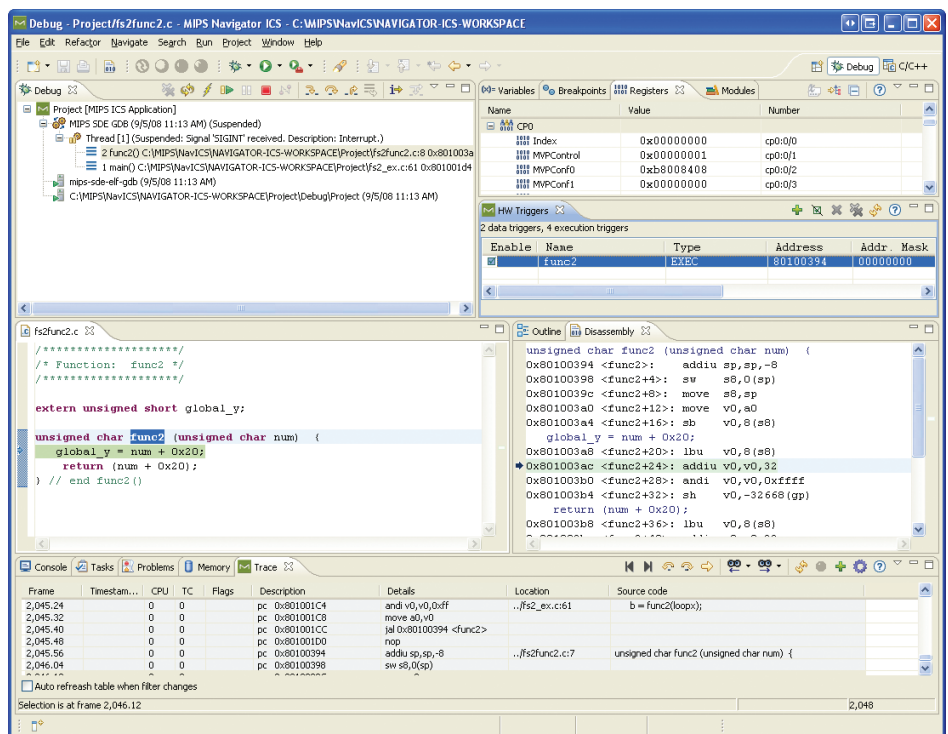 Debug - Project/fs2func2.c - MIPS Navigator ICS - C:\MIPS\NavICS\NAVIGATOR-ICS-WORKSPACE
File Edit Refactor Navigate Search Run Project Window Help
Debug C/C++
Debug
Project [MIPS ICS Application]
MIPS SDE GDB (9/5/08 11:13 AM) (Suspended)
Thread [1] (Suspended: Signal 'SIGINT' received. Description: Interrupt.)
2 func2() C:\MIPS\NavICS\NAVIGATOR-ICS-WORKSPACE\Project\fs2func2.c:8 0x801003a
1 main() C:\MIPS\NavICS\NAVIGATOR-ICS-WORKSPACE\Project\fs2_ex.c:61 0x801001d4
mips-sde-elf-gdb (9/5/08 11:13 AM)
C:\MIPS\NavICS\NAVIGATOR-ICS-WORKSPACE\Project\Debug\Project (9/5/08 11:13 AM)
Variables Breakpoints Registers Modules
Name Value Number
CP0
Index 0x00000000 cp0:0/0
MVPControl 0x00000001 cp0:0/1
MVPConf0 0xb8008408 cp0:0/2
MVPConf1 0x00000000 cp0:0/3
HW Triggers
2 data triggers, 4 execution triggers
Enable Name Type Address Addr. Mask
func2 EXEC 80100394 00000000
fs2func2.c
/********************/
/* Function: func2 */
/********************/
extern unsigned short global_y;
unsigned char func2 (unsigned char num) {
global_y = num + 0x20;
return (num + 0x20);
} // end func2()
Outline Disassembly
unsigned char func2 (unsigned char num) {
0x80100394 <func2>: addiu sp,sp,-8
0x80100398 <func2+4>: sw s8,0(sp)
0x8010039c <func2+8>: move s8,sp
0x801003a0 <func2+12>: move v0,a0
0x801003a4 <func2+16>: sb v0,8(s8)
global_y = num + 0x20;
0x801003a8 <func2+20>: lbu v0,8(s8)
0x801003ac <func2+24>: addiu v0,v0,32
0x801003b0 <func2+28>: andi v0,v0,0xffff
0x801003b4 <func2+32>: sh v0,-32668(gp)
return (num + 0x20);
0x801003b8 <func2+36>: lbu v0,8(s8)
Console Tasks Problems Memory Trace
Frame Timestam... CPU TC Flags Description Details Location Source code
2,045.24 0 0 pc 0x801001C4 andi v0,v0,0xff ../fs2_ex.c:61 b = func2(loopx);
2,045.32 0 0 pc 0x801001C8 move a0,v0
2,045.40 0 0 pc 0x801001CC jal 0x80100394 <func2>
2,045.48 0 0 pc 0x801001D0 nop
2,045.56 0 0 pc 0x80100394 addiu sp,sp,-8 ../fs2func2.c:7 unsigned char func2 (unsigned char num) {
2,046.04 0 0 pc 0x80100398 sw s8,0(sp)
Auto refreash table when filter changes
Selection is at frame 2,046.12 2,048